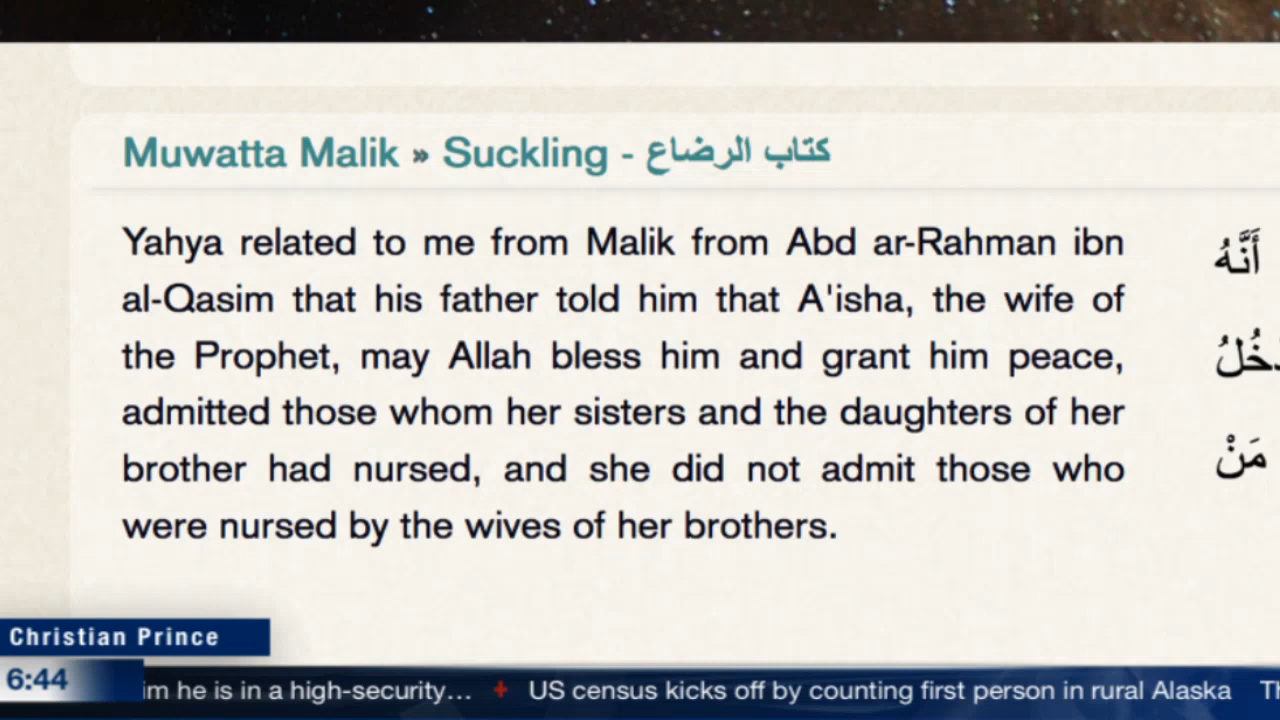 Muwatta Malik » Suckling - كتاب الرضاع
Yahya related to me from Malik from Abd ar-Rahman ibn
أَنَّهُ
al-Qasim that his father told him that A'isha, the wife of
the Prophet, may Allah bless him and grant him peace,
admitted those whom her sisters and the daughters of her
brother had nursed, and she did not admit those who
مَنْ
were nursed by the wives of her brothers.
Christian Prince
6:44
im he is in a high-security... US census kicks off by counting first person in rural Alaska